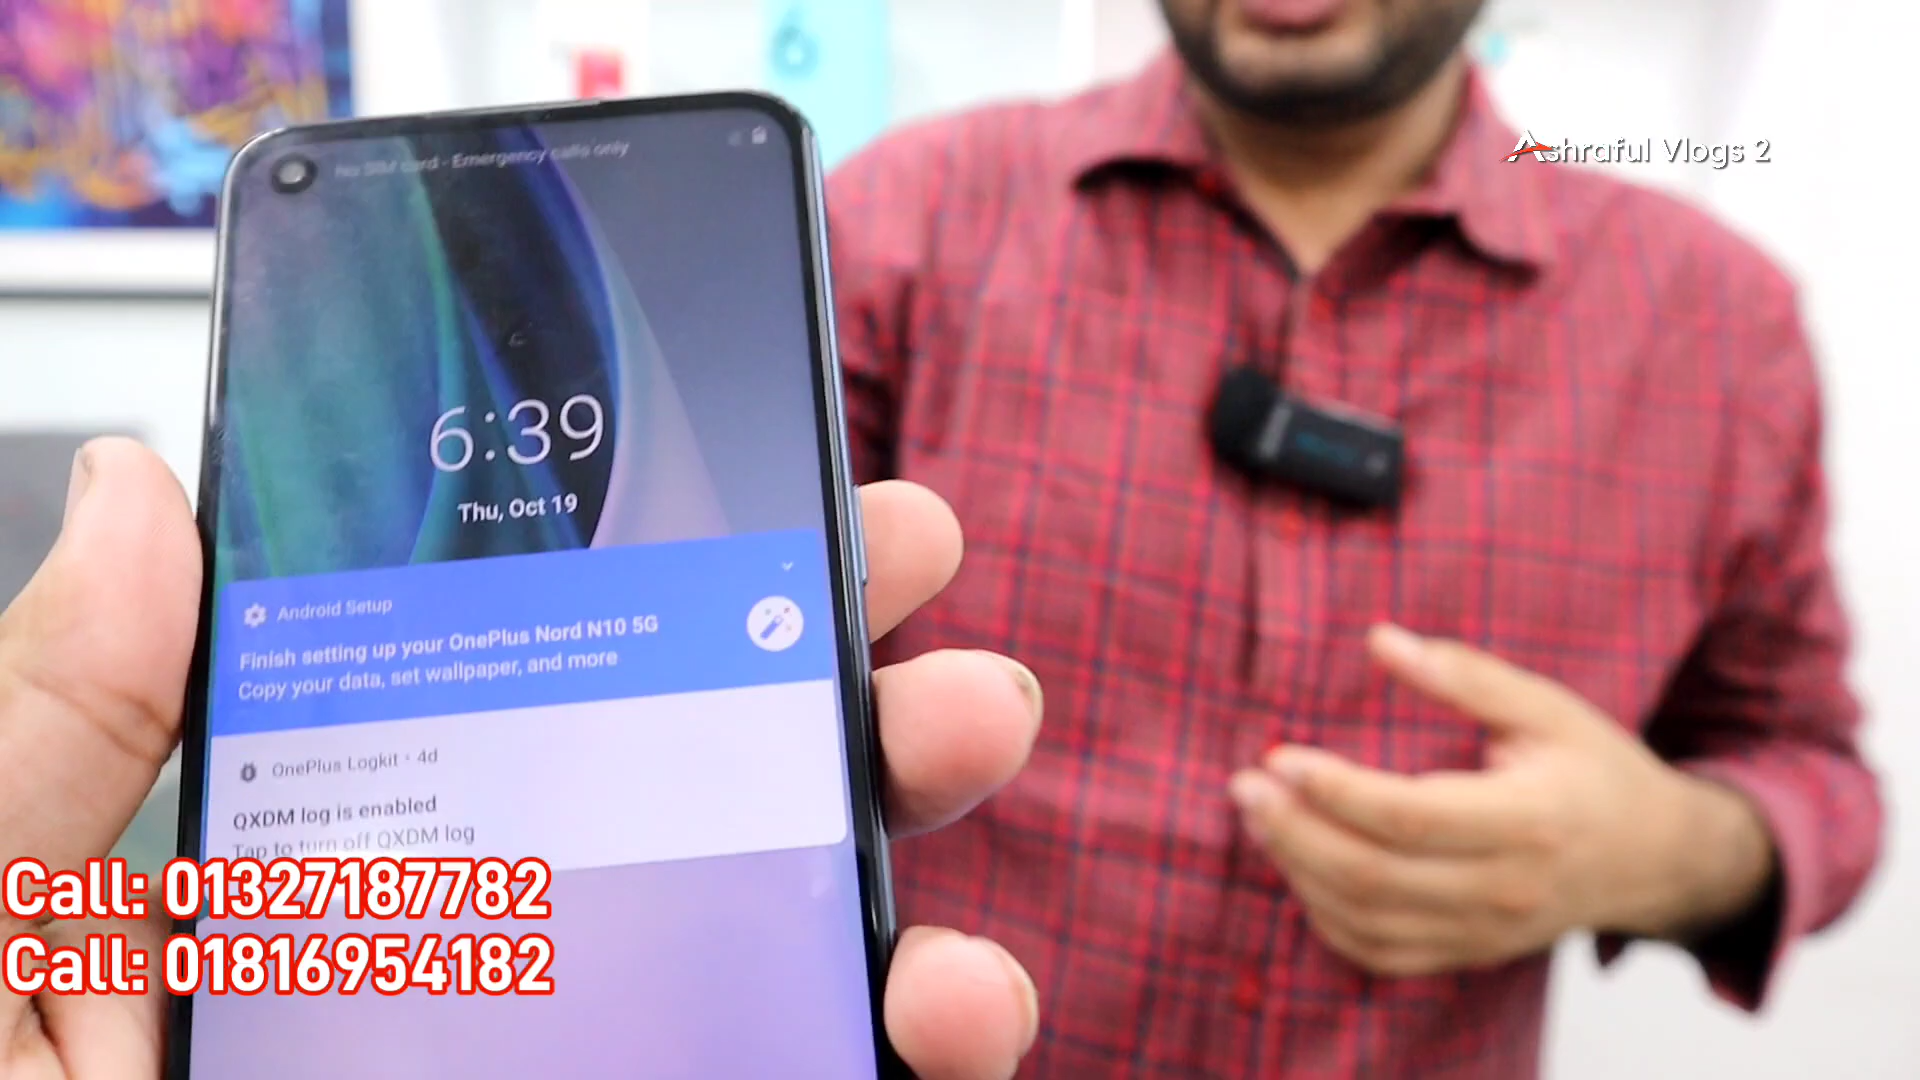 Ashraful Vlogs 2
No SIM card - Emergency calls only
6:39
Thu, Oct 19
Android Setup
Finish setting up your OnePlus Nord N10 5G
Copy your data, set wallpaper, and more
OnePlus Logkit · 4d
QXDM log is enabled
Tap to turn off QXDM log
Call: 01327187782
Call: 01816954182